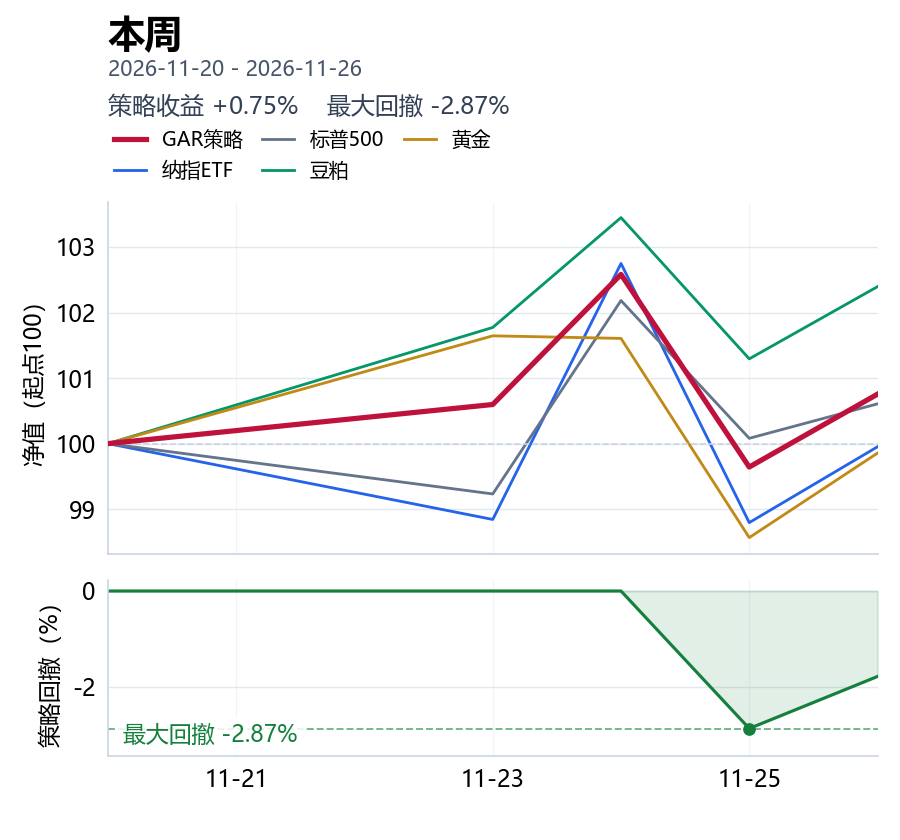 本周
2026-11-20 - 2026-11-26
策略收益 +0.75% 最大回撤 -2.87%
GAR策略 标普500 黄金
纳指ETF 豆粕
净值（起点100）
103
102
101
100
99
策略回撤（%）
0
-2
最大回撤 -2.87%
11-21 11-23 11-25